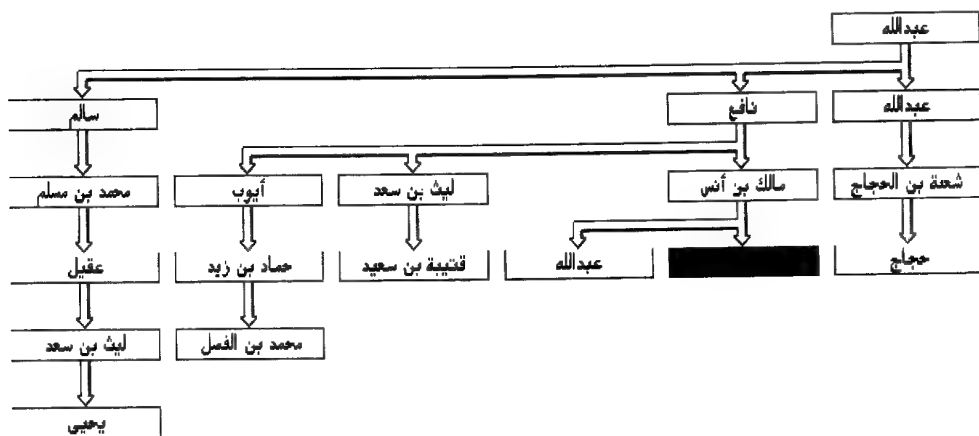 عبدالله
عبدالله
نافع
سالم
شعبة بن الحجاج
مالك بن أنس
ليث بن سعد
أيوب
محمد بن مسلم
حجاج
عبدالله
قتيبة بن سعيد
حماد بن زيد
عقيل
محمد بن الفصل
ليث بن سعد
يحيى